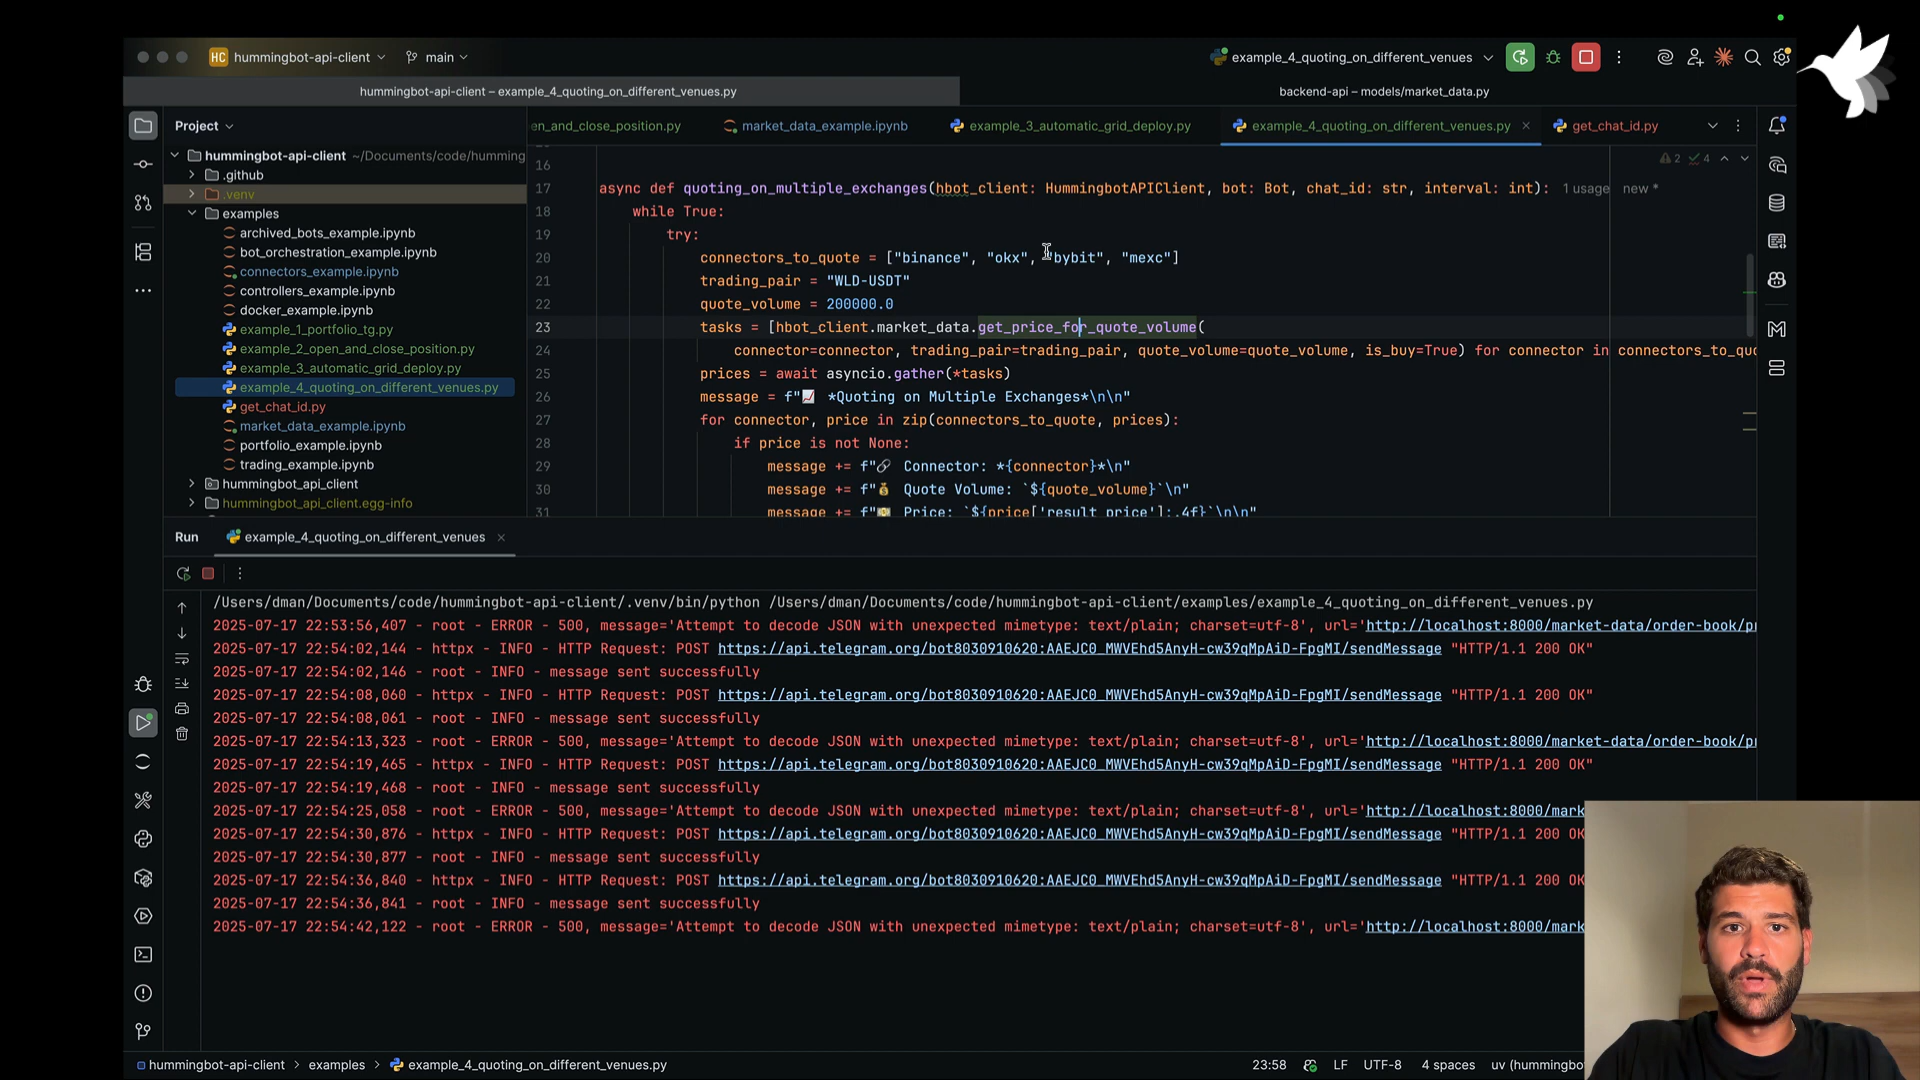 HC hummingbot-api-client main
example_4_quoting_on_different_venues
hummingbot-api-client – example_4_quoting_on_different_venues.py
backend-api – models/market_data.py
Project
en_and_close_position.py
market_data_example.ipynb
example_3_automatic_grid_deploy.py
example_4_quoting_on_different_venues.py
get_chat_id.py
hummingbot-api-client ~/Documents/code/humming
.github
.venv
examples
archived_bots_example.ipynb
bot_orchestration_example.ipynb
connectors_example.ipynb
controllers_example.ipynb
docker_example.ipynb
example_1_portfolio_tg.py
example_2_open_and_close_position.py
example_3_automatic_grid_deploy.py
example_4_quoting_on_different_venues.py
get_chat_id.py
market_data_example.ipynb
portfolio_example.ipynb
trading_example.ipynb
hummingbot_api_client
hummingbot_api_client.egg-info
2 4
16
17 async def quoting_on_multiple_exchanges(hbot_client: HummingbotAPIClient, bot: Bot, chat_id: str, interval: int): 1 usage new *
18 while True:
19 try:
20 connectors_to_quote = ["binance", "okx", "bybit", "mexc"]
21 trading_pair = "WLD-USDT"
22 quote_volume = 200000.0
23 tasks = [hbot_client.market_data.get_price_for_quote_volume(
24 connector=connector, trading_pair=trading_pair, quote_volume=quote_volume, is_buy=True) for connector in connectors_to_quo
25 prices = await asyncio.gather(*tasks)
26 message = f"📈 *Quoting on Multiple Exchanges*\n\n"
27 for connector, price in zip(connectors_to_quote, prices):
28 if price is not None:
29 message += f"🔗 Connector: *{connector}*\n"
30 message += f"💰 Quote Volume: `${quote_volume}`\n"
31 message += f"💵 Price: `${price['result_price']:.4f}`\n\n"
Run example_4_quoting_on_different_venues
/Users/dman/Documents/code/hummingbot-api-client/.venv/bin/python /Users/dman/Documents/code/hummingbot-api-client/examples/example_4_quoting_on_different_venues.py
2025-07-17 22:53:56,407 - root - ERROR - 500, message='Attempt to decode JSON with unexpected mimetype: text/plain; charset=utf-8', url='http://localhost:8000/market-data/order-book/pr
2025-07-17 22:54:02,144 - httpx - INFO - HTTP Request: POST https://api.telegram.org/bot8030910620:AAEJC0_MWVEhd5AnyH-cw39qMpAiD-FpgMI/sendMessage "HTTP/1.1 200 OK"
2025-07-17 22:54:02,146 - root - INFO - message sent successfully
2025-07-17 22:54:08,060 - httpx - INFO - HTTP Request: POST https://api.telegram.org/bot8030910620:AAEJC0_MWVEhd5AnyH-cw39qMpAiD-FpgMI/sendMessage "HTTP/1.1 200 OK"
2025-07-17 22:54:08,061 - root - INFO - message sent successfully
2025-07-17 22:54:13,323 - root - ERROR - 500, message='Attempt to decode JSON with unexpected mimetype: text/plain; charset=utf-8', url='http://localhost:8000/market-data/order-book/pr
2025-07-17 22:54:19,465 - httpx - INFO - HTTP Request: POST https://api.telegram.org/bot8030910620:AAEJC0_MWVEhd5AnyH-cw39qMpAiD-FpgMI/sendMessage "HTTP/1.1 200 OK"
2025-07-17 22:54:19,468 - root - INFO - message sent successfully
2025-07-17 22:54:25,058 - root - ERROR - 500, message='Attempt to decode JSON with unexpected mimetype: text/plain; charset=utf-8', url='http://localhost:8000/mark
2025-07-17 22:54:30,876 - httpx - INFO - HTTP Request: POST https://api.telegram.org/bot8030910620:AAEJC0_MWVEhd5AnyH-cw39qMpAiD-FpgMI/sendMessage "HTTP/1.1 200 OK
2025-07-17 22:54:30,877 - root - INFO - message sent successfully
2025-07-17 22:54:36,840 - httpx - INFO - HTTP Request: POST https://api.telegram.org/bot8030910620:AAEJC0_MWVEhd5AnyH-cw39qMpAiD-FpgMI/sendMessage "HTTP/1.1 200 OK
2025-07-17 22:54:36,841 - root - INFO - message sent successfully
2025-07-17 22:54:42,122 - root - ERROR - 500, message='Attempt to decode JSON with unexpected mimetype: text/plain; charset=utf-8', url='http://localhost:8000/mark
hummingbot-api-client > examples > example_4_quoting_on_different_venues.py
23:58 LF UTF-8 4 spaces uv (hummingbo